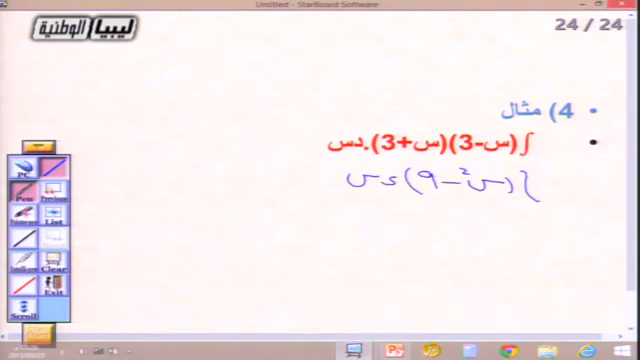 Untitled - StarBoard Software
24 / 24
ليبيا الوطنية
• 4) مثال
• ∫(س-3)(س+3).دس
∫(س²-9) دس
PC
Pen
Previous
List
Clear
Exit
Scroll